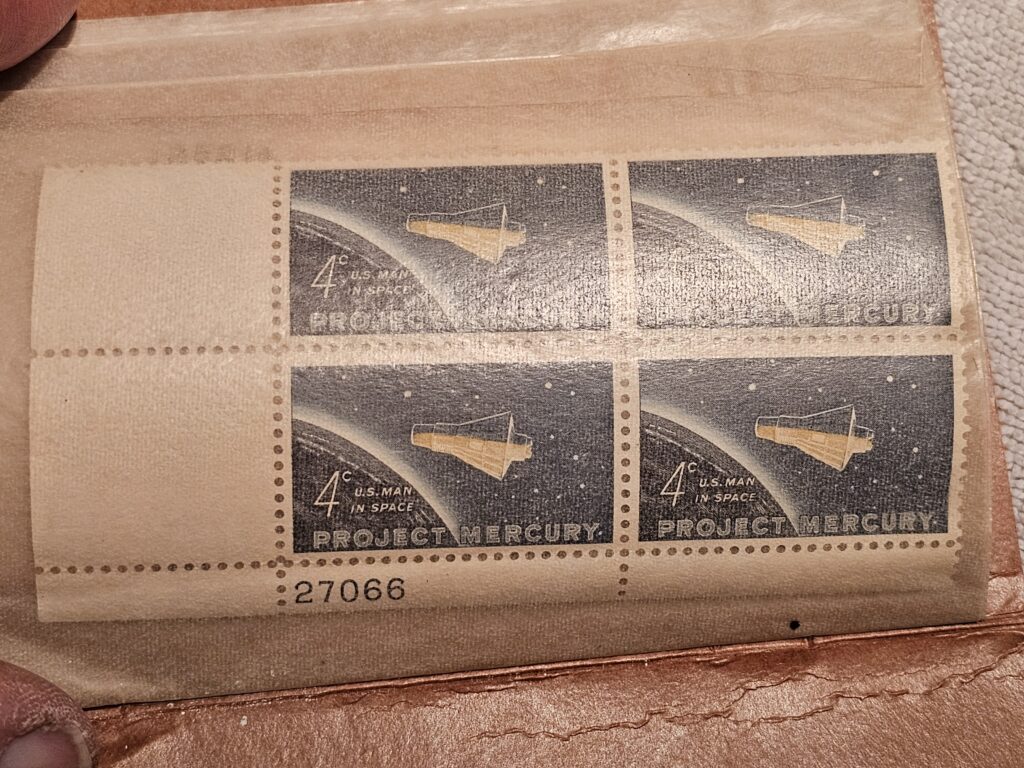 4c U.S. MAN
IN SPACE
PROJECT
PROJECT MERCURY
4c U.S. MAN
IN SPACE
PROJECT MERCURY
4c U.S. MAN
IN SPACE
PROJECT MERCURY
27066